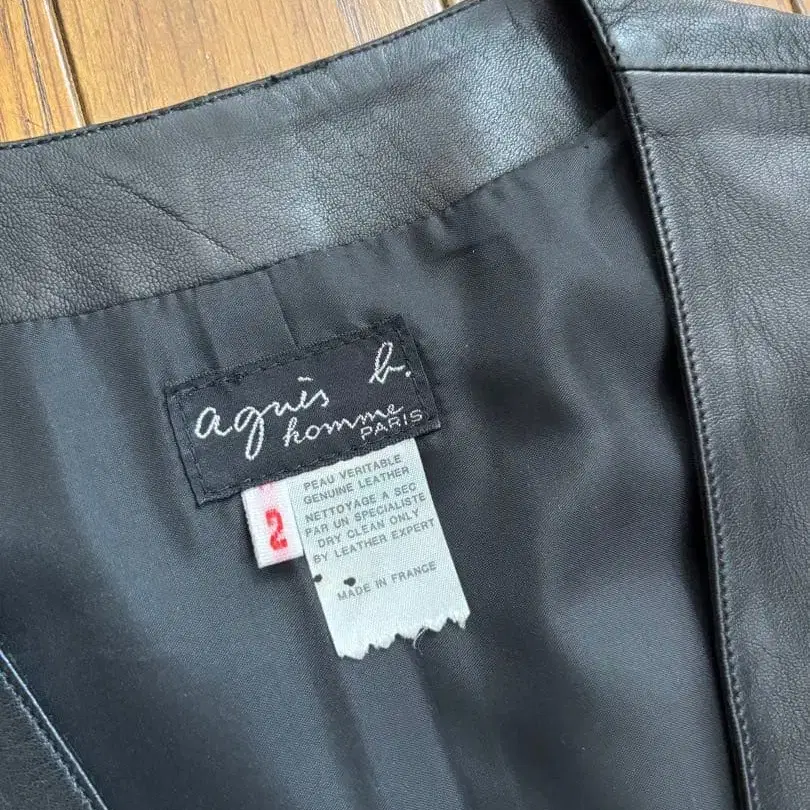 agnès b.
homme
PARIS
2
PEAU VERITABLE
GENUINE LEATHER
NETTOYAGE A SEC
PAR UN SPECIALISTE
DRY CLEAN ONLY
BY LEATHER EXPERT
MADE IN FRANCE